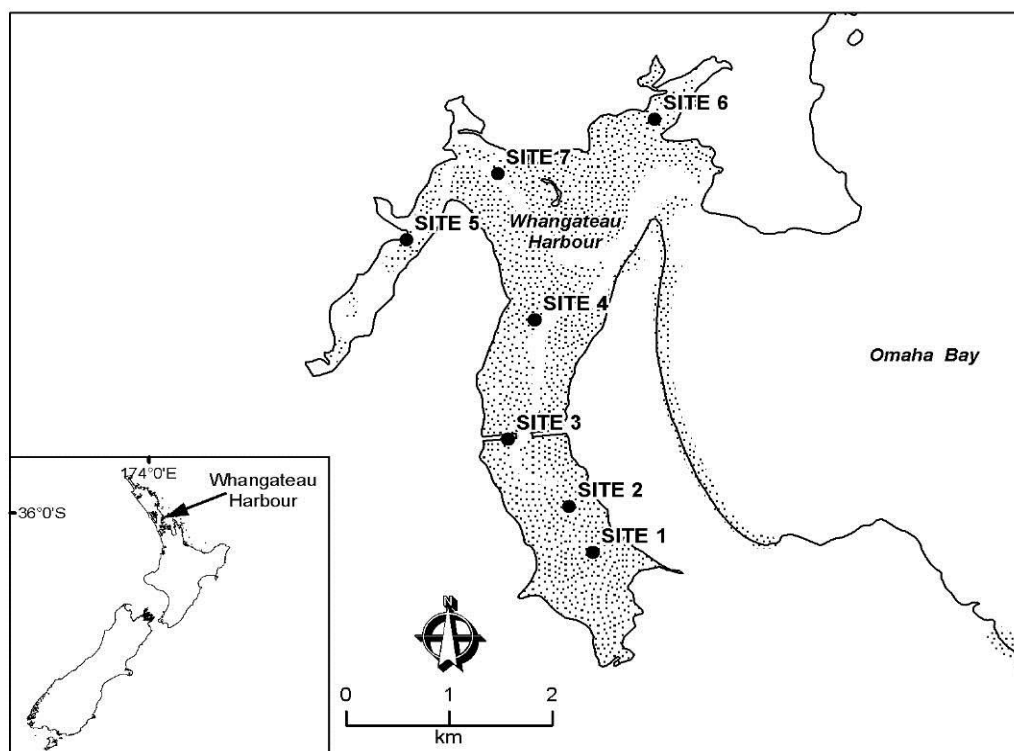 SITE 6
SITE 7
Whangateau
Harbour
SITE 5
SITE 4
Omaha Bay
SITE 3
SITE 2
SITE 1
174°0'E
Whangateau
Harbour
36°0'S
N
0 1 2
km